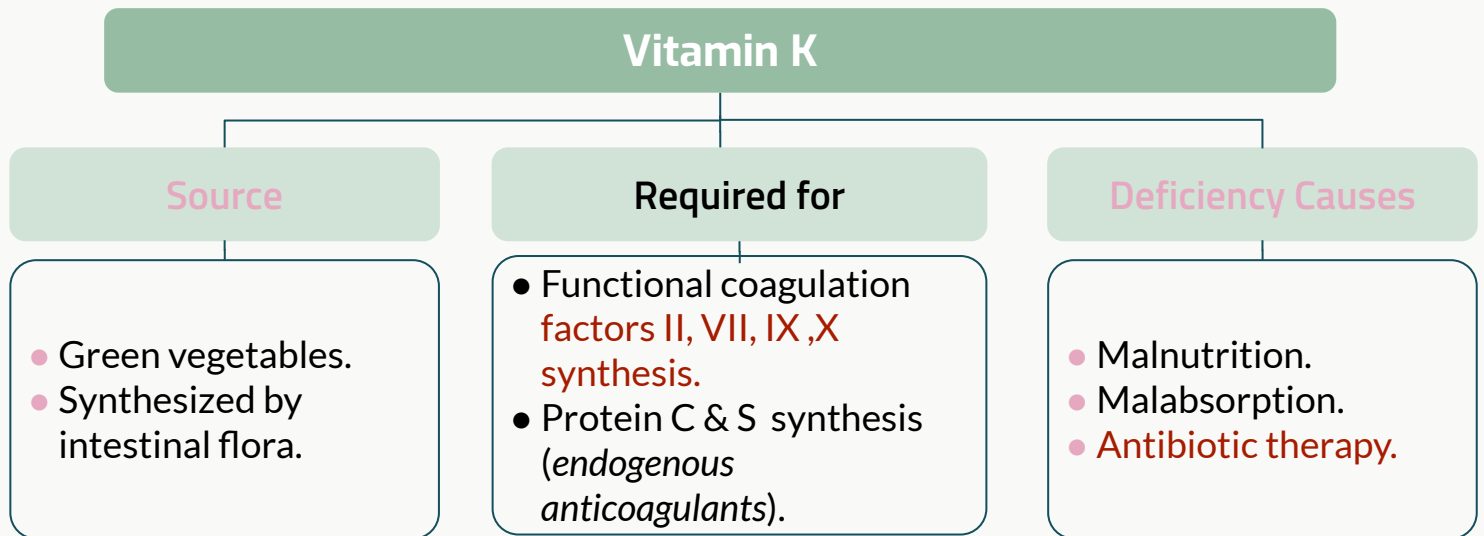 Vitamin K
Source
● Green vegetables.
● Synthesized by
intestinal flora.
Required for
● Functional coagulation
factors II, VII, IX ,X
synthesis.
● Protein C & S synthesis
(endogenous
anticoagulants).
Deficiency Causes
● Malnutrition.
● Malabsorption.
● Antibiotic therapy.